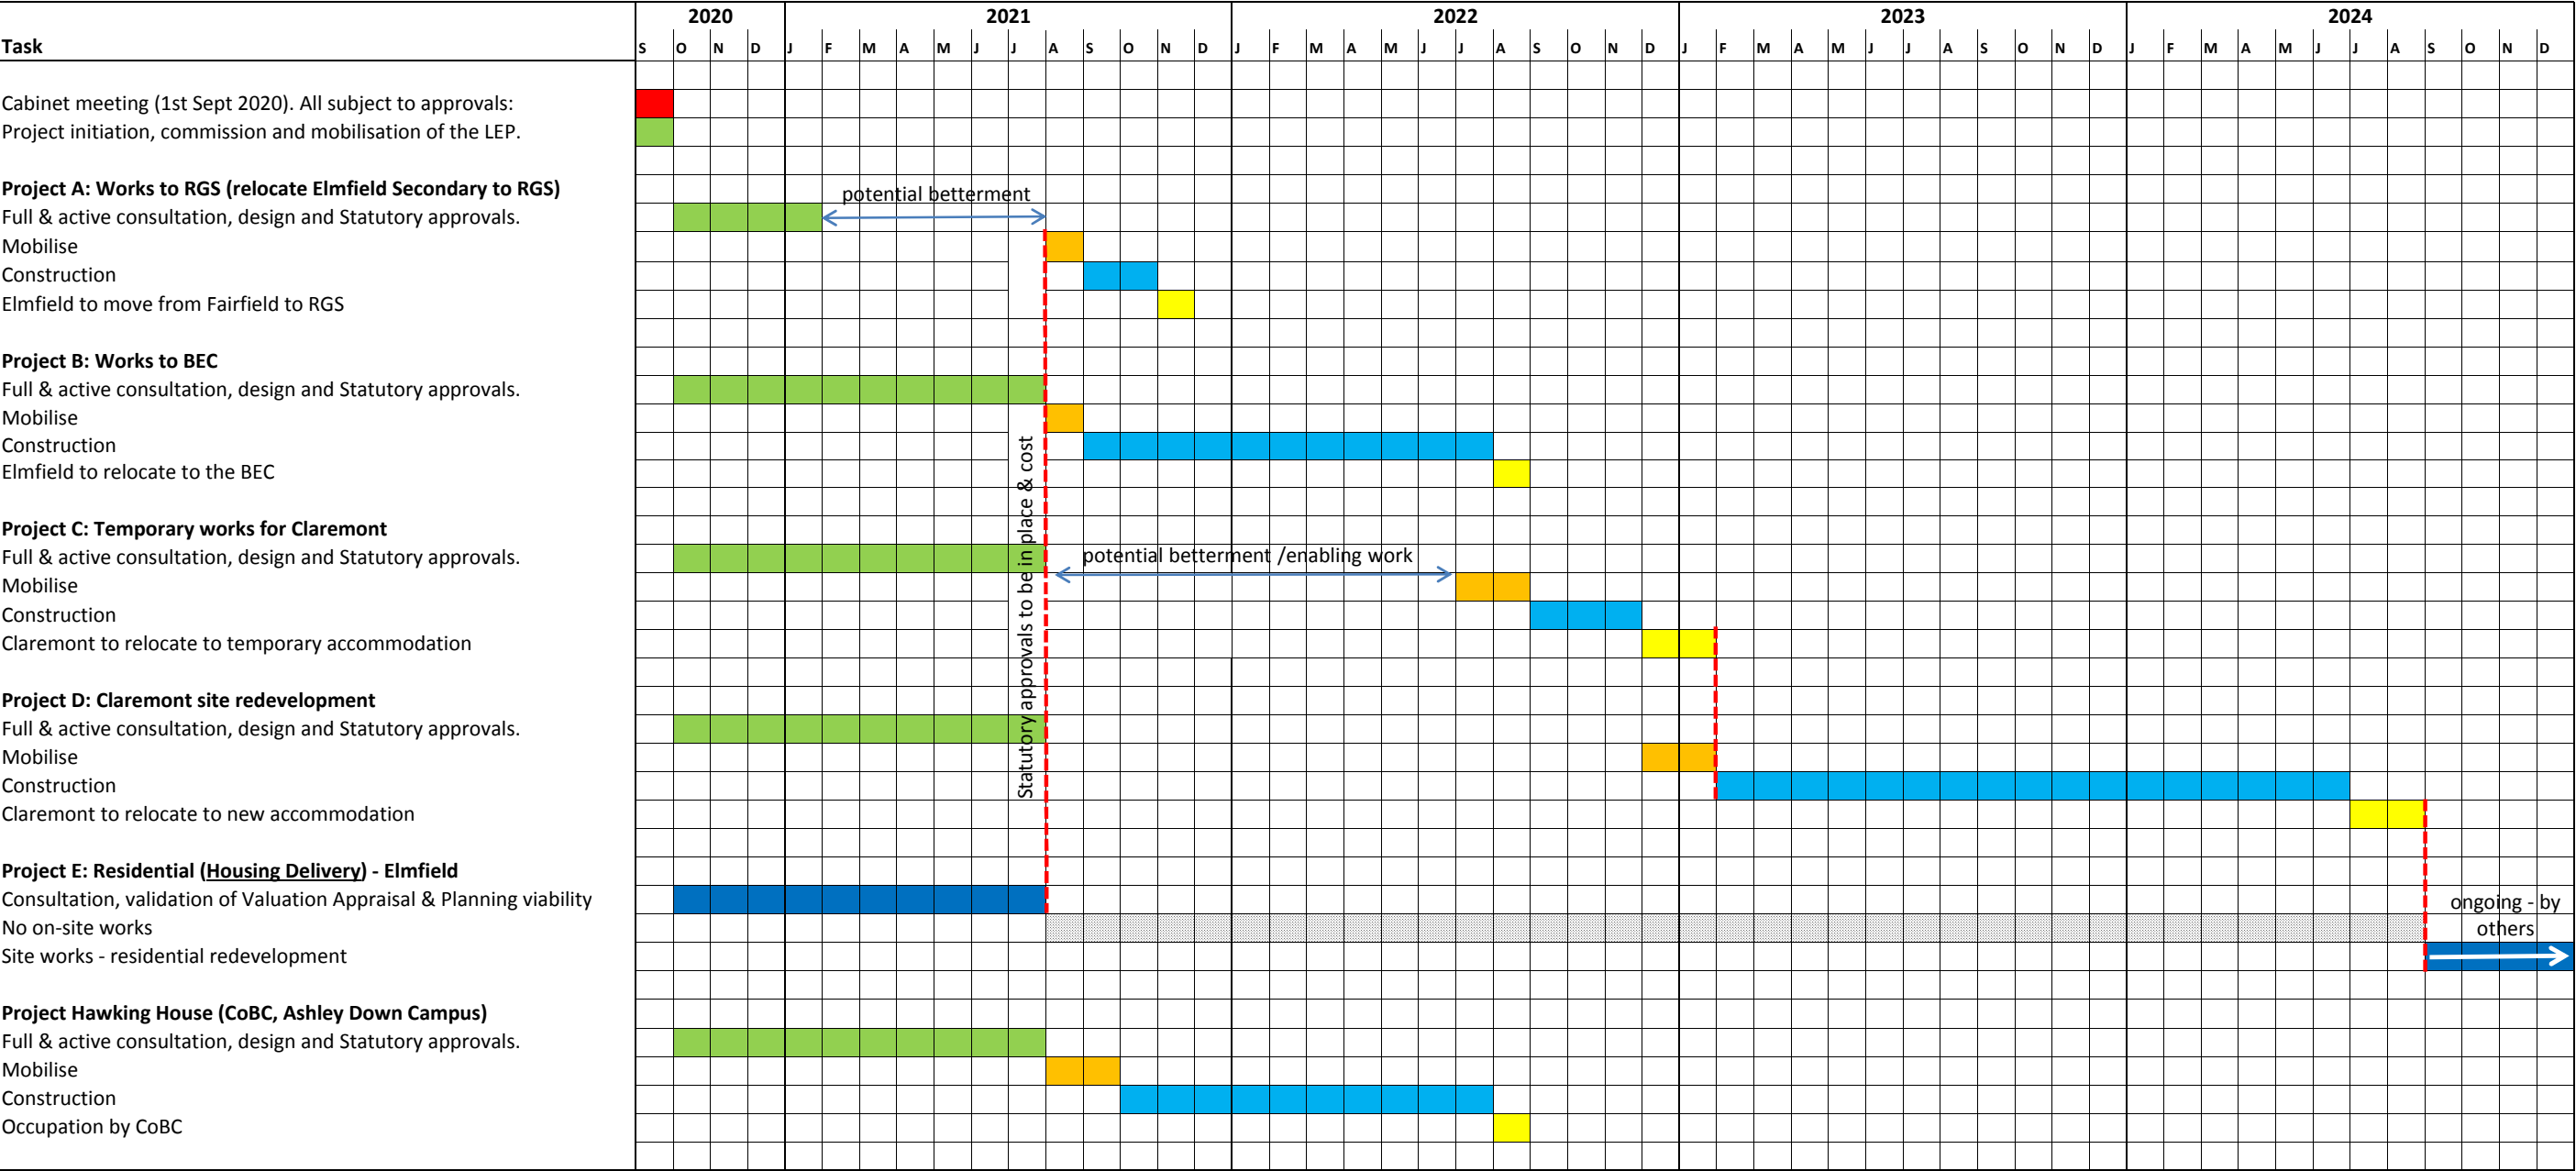 2020 2021 2022 2023 2024
Task S O N D J F M A M J J A S O N D J F M A M J J A S O N D J F M A M J J A S O N D J F M A M J J A S O N D
Cabinet meeting (1st Sept 2020). All subject to approvals:
Project initiation, commission and mobilisation of the LEP.
Project A: Works to RGS (relocate Elmfield Secondary to RGS)
potential betterment
Full & active consultation, design and Statutory approvals.
Mobilise
Construction
Elmfield to move from Fairfield to RGS
Project B: Works to BEC
Full & active consultation, design and Statutory approvals.
Mobilise
Construction
Elmfield to relocate to the BEC
Statutory approvals to be in place & cost
Project C: Temporary works for Claremont
Full & active consultation, design and Statutory approvals.
potential betterment /enabling work
Mobilise
Construction
Claremont to relocate to temporary accommodation
Project D: Claremont site redevelopment
Full & active consultation, design and Statutory approvals.
Mobilise
Construction
Claremont to relocate to new accommodation
Project E: Residential (Housing Delivery) - Elmfield
Consultation, validation of Valuation Appraisal & Planning viability
ongoing - by
others
No on-site works
Site works - residential redevelopment
Project Hawking House (CoBC, Ashley Down Campus)
Full & active consultation, design and Statutory approvals.
Mobilise
Construction
Occupation by CoBC